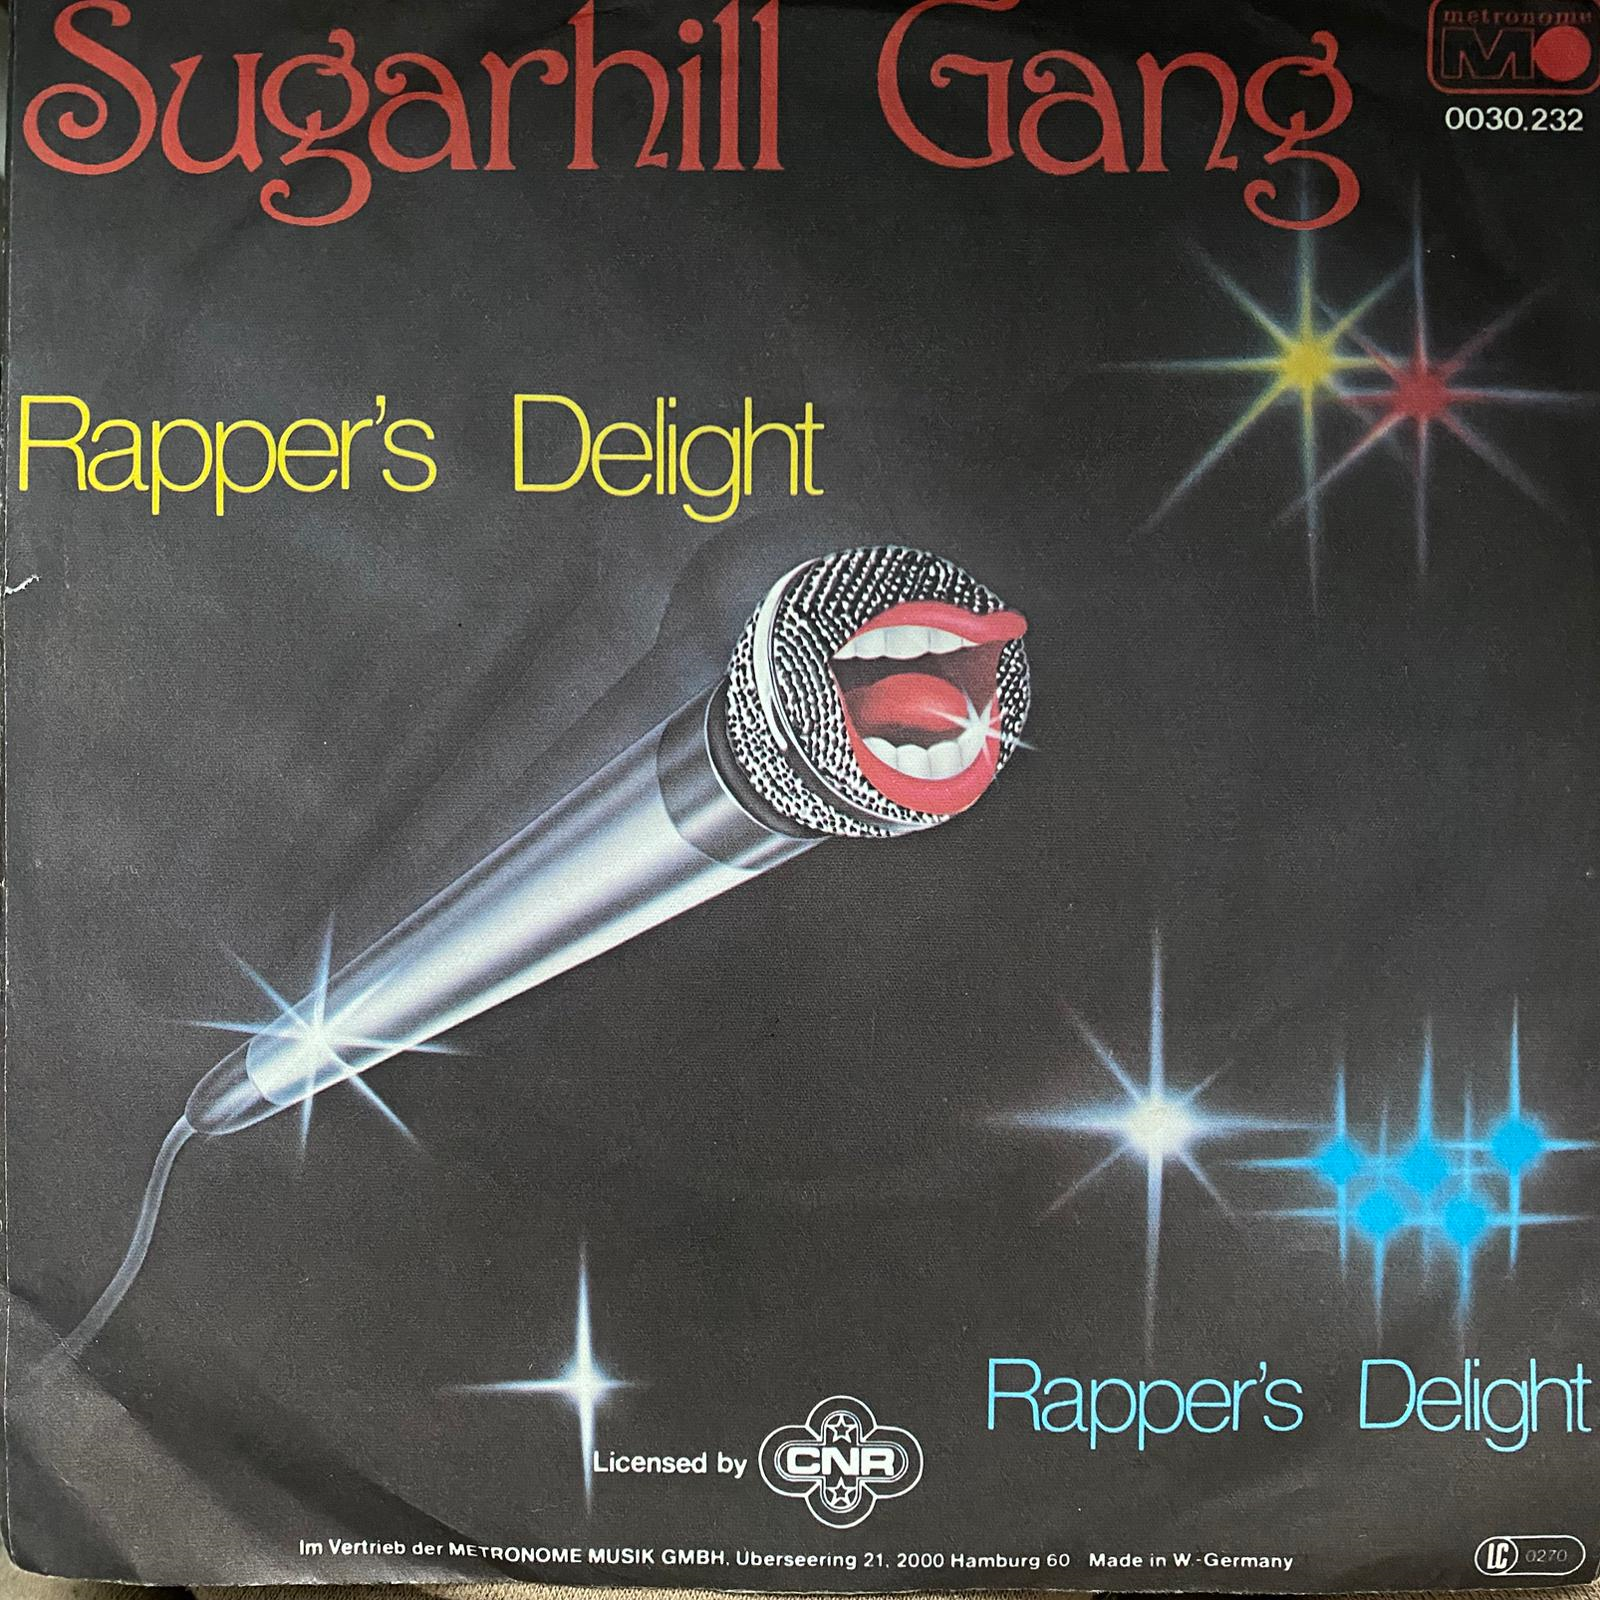 Sugarhill Gang
metronome
M
0030.232
Rapper's Delight
Rapper's Delight
Licensed by CNR
Im Vertrieb der METRONOME MUSIK GMBH, Überseering 21, 2000 Hamburg 60 Made in W.-Germany
LC 0270